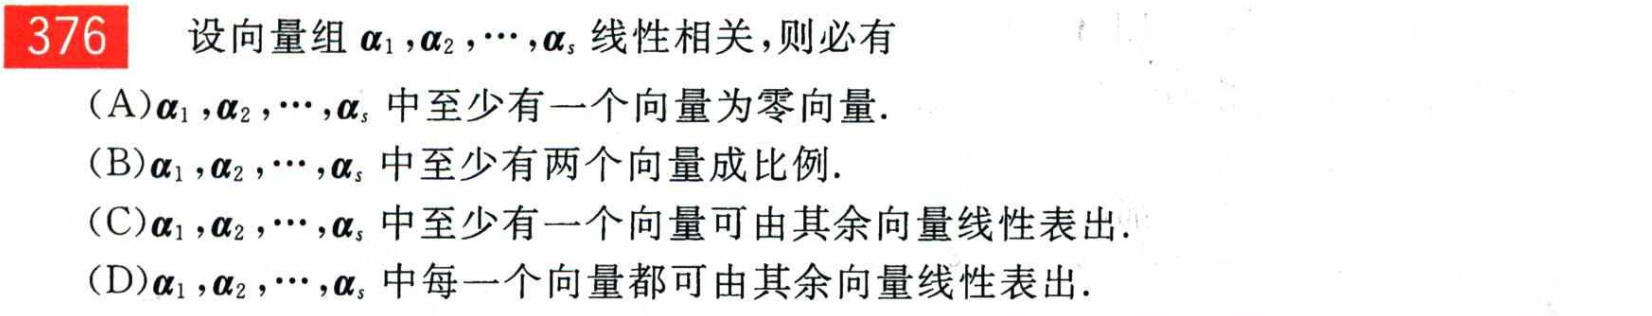 376 设向量组 α₁,α₂,⋯,αₛ 线性相关,则必有
(A)α₁,α₂,⋯,αₛ 中至少有一个向量为零向量.
(B)α₁,α₂,⋯,αₛ 中至少有两个向量成比例.
(C)α₁,α₂,⋯,αₛ 中至少有一个向量可由其余向量线性表出.
(D)α₁,α₂,⋯,αₛ 中每一个向量都可由其余向量线性表出.